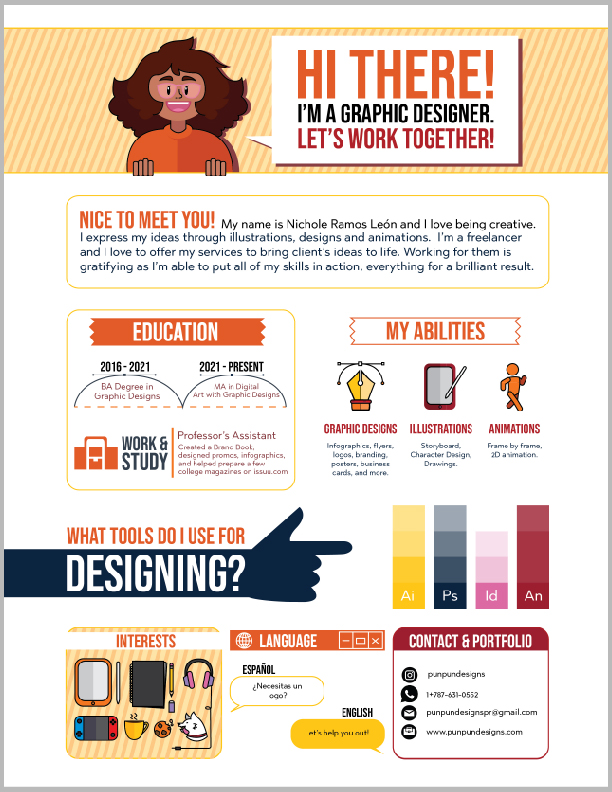 HI THERE!
I'M A GRAPHIC DESIGNER.
LET'S WORK TOGETHER!
NICE TO MEET YOU! My name is Nichole Ramos León and I love being creative.
I express my ideas through illustrations, designs and animations. I'm a freelancer
and I love to offer my services to bring client's ideas to life. Working for them is
gratifying as I'm able to put all of my skills in action, everything for a brilliant result.
EDUCATION
2016 - 2021
BA Degree in
Graphic Designs
2021 - PRESENT
MA in Digital
Art with Graphic Designs
WORK &
STUDY
Professor's Assistant
Created a Brand Book,
designed promos, infographics,
and helped prepare a few
college magazines or issus.com
MY ABILITIES
GRAPHIC DESIGNS
Infographics, flyers,
logos, branding,
posters, business
cards, and more.
ILLUSTRATIONS
Storyboard,
Character Design,
Drawings.
ANIMATIONS
Frame by frame,
2D animation.
WHAT TOOLS DO I USE FOR
DESIGNING?
Ai
Ps
Id
An
INTERESTS
LANGUAGE
ESPAÑOL
¿Necesitas un
logo?
ENGLISH
Let's help you out!
CONTACT & PORTFOLIO
punpundesigns
1+787-631-0552
punpundesignspr@gmail.com
www.punpundesigns.com